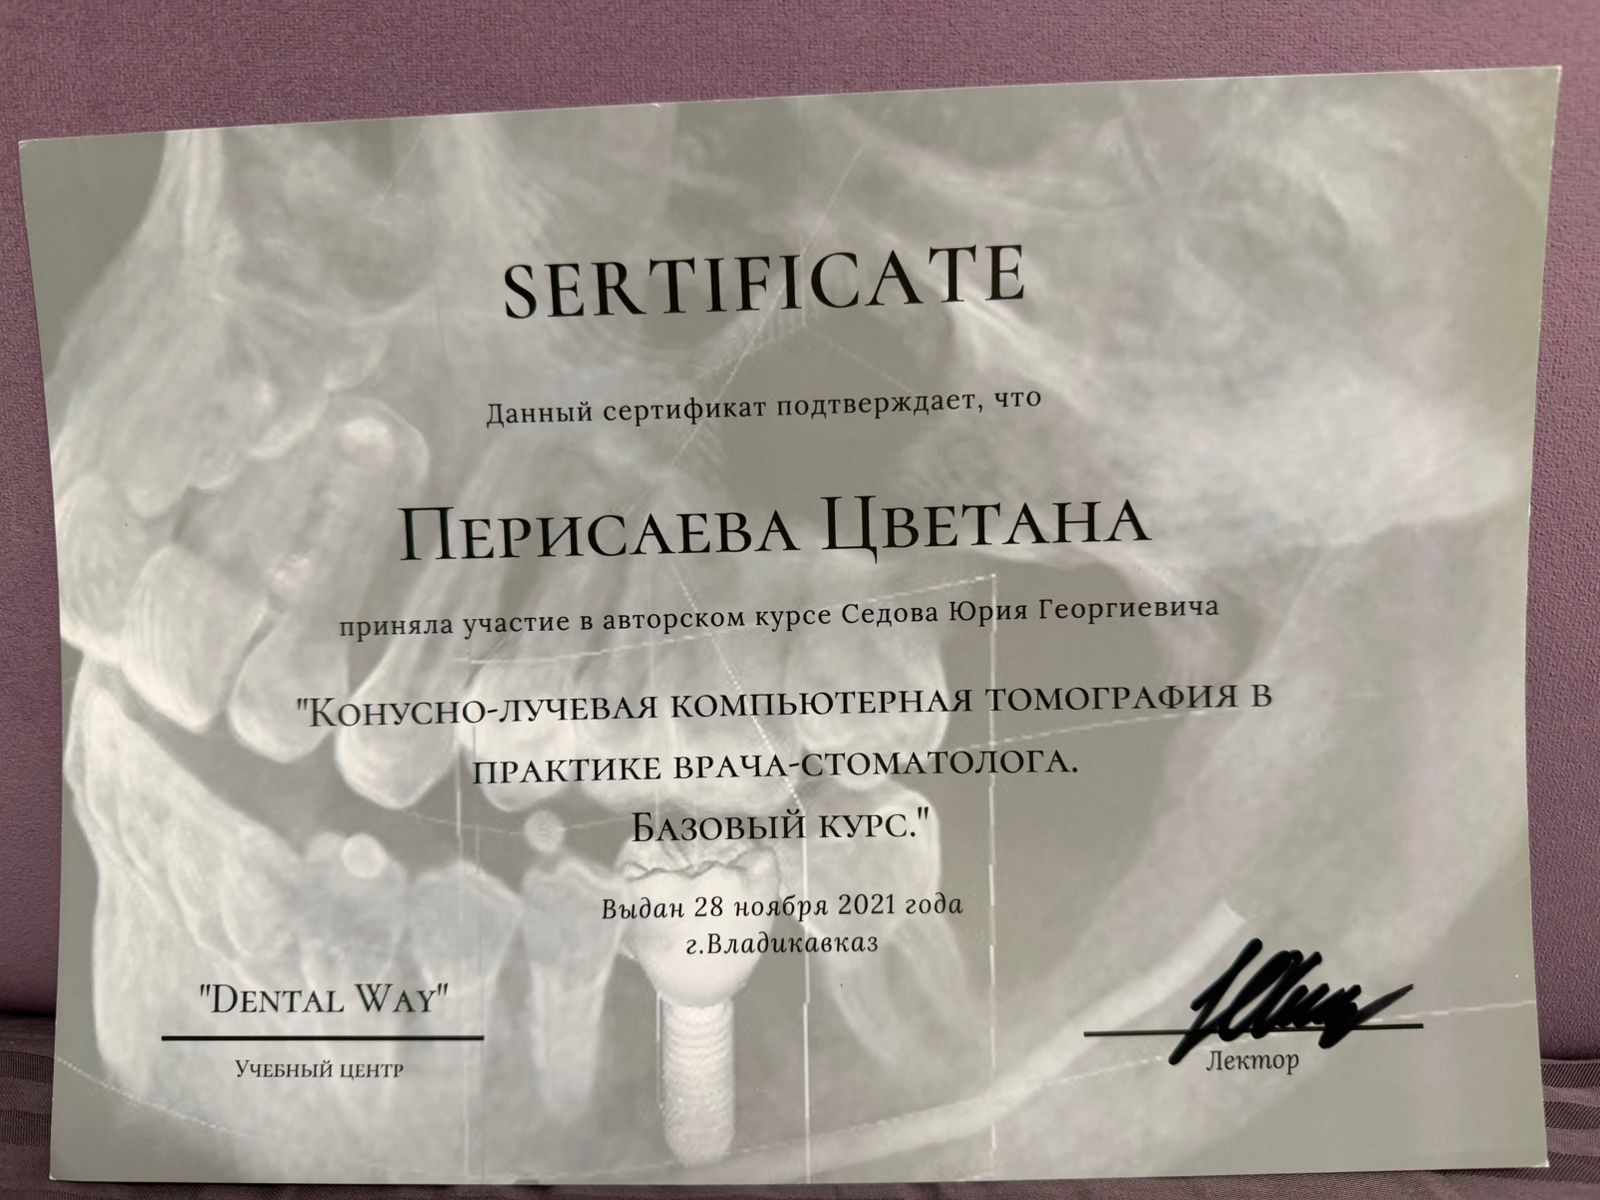 SERTIFICATE
Данный сертификат подтверждает, что
Перисаева Цветана
приняла участие в авторском курсе Седова Юрия Георгиевича
"Конусно-лучевая компьютерная томография в
практике врача-стоматолога.
Базовый курс."
Выдан 28 ноября 2021 года
г.Владикавказ
"Dental Way"
Учебный центр
Лектор